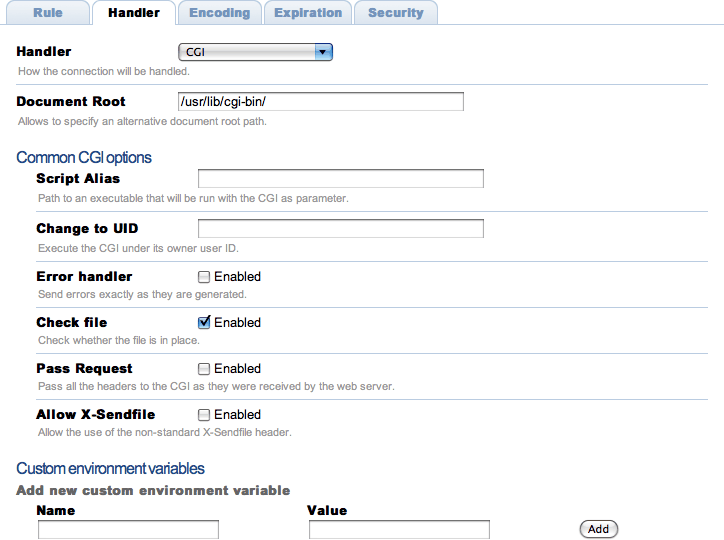 Rule Handler Encoding Expiration Security
Handler CGI
How the connection will be handled.
Document Root /usr/lib/cgi-bin/
Allows to specify an alternative document root path.
Common CGI options
Script Alias
Path to an executable that will be run with the CGI as parameter.
Change to UID
Execute the CGI under its owner user ID.
Error handler Enabled
Send errors exactly as they are generated.
Check file Enabled
Check whether the file is in place.
Pass Request Enabled
Pass all the headers to the CGI as they were received by the web server.
Allow X-Sendfile Enabled
Allow the use of the non-standard X-Sendfile header.
Custom environment variables
Add new custom environment variable
Name Value
Add